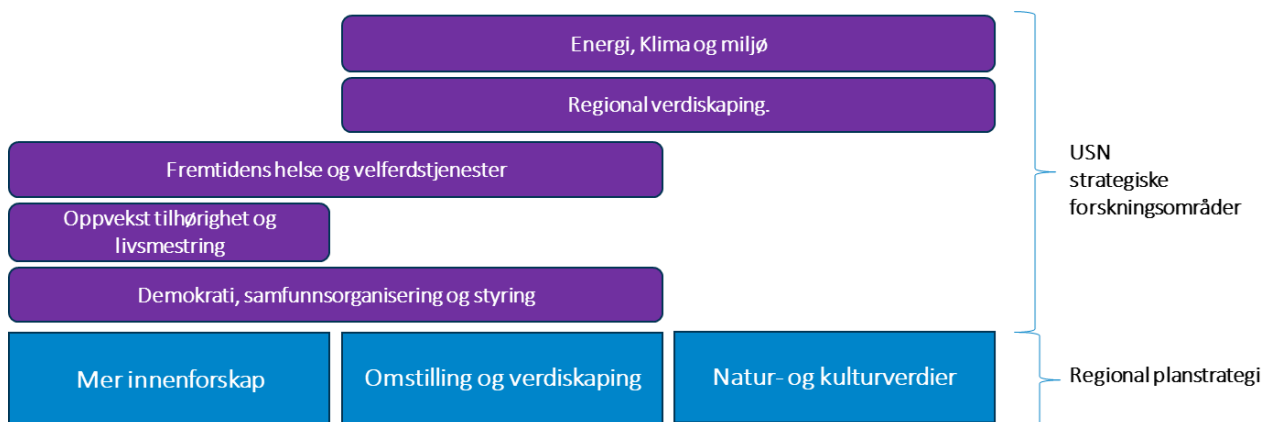 Energi, Klima og miljø
Regional verdiskaping.
Fremtidens helse og velferdstjenester
Oppvekst tilhørighet og
livsmestring
Demokrati, samfunnsorganisering og styring
USN
strategiske
forskningsområder
Mer innenforskap
Omstilling og verdiskaping
Natur- og kulturverdier
Regional planstrategi